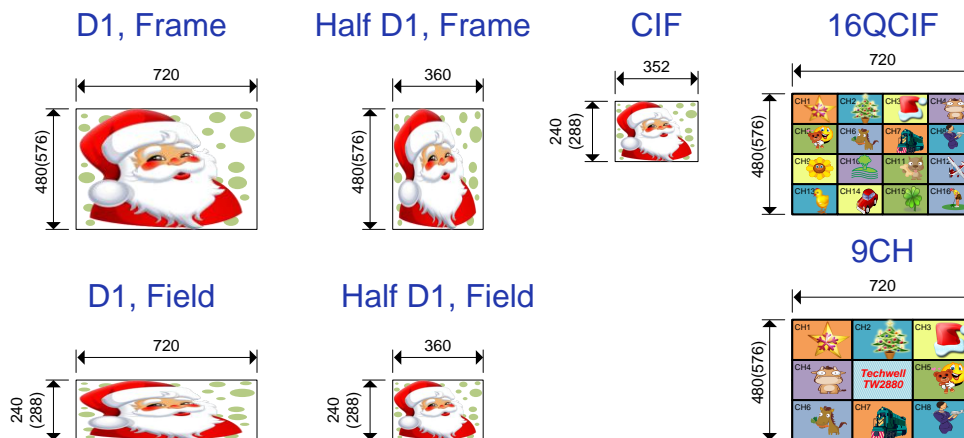 D1, Frame
Half D1, Frame
CIF
16QCIF
720
360
352
720
480(576)
480(576)
240
(288)
480(576)
CH1
CH2
CH3
CH4
CH5
CH6
CH7
CH8
CH9
CH10
CH11
CH12
CH13
CH14
CH15
CH16
9CH
D1, Field
Half D1, Field
720
720
360
240
(288)
240
(288)
480(576)
CH1
CH2
CH3
CH4
Techwell
TW2880
CH5
CH6
CH7
CH8